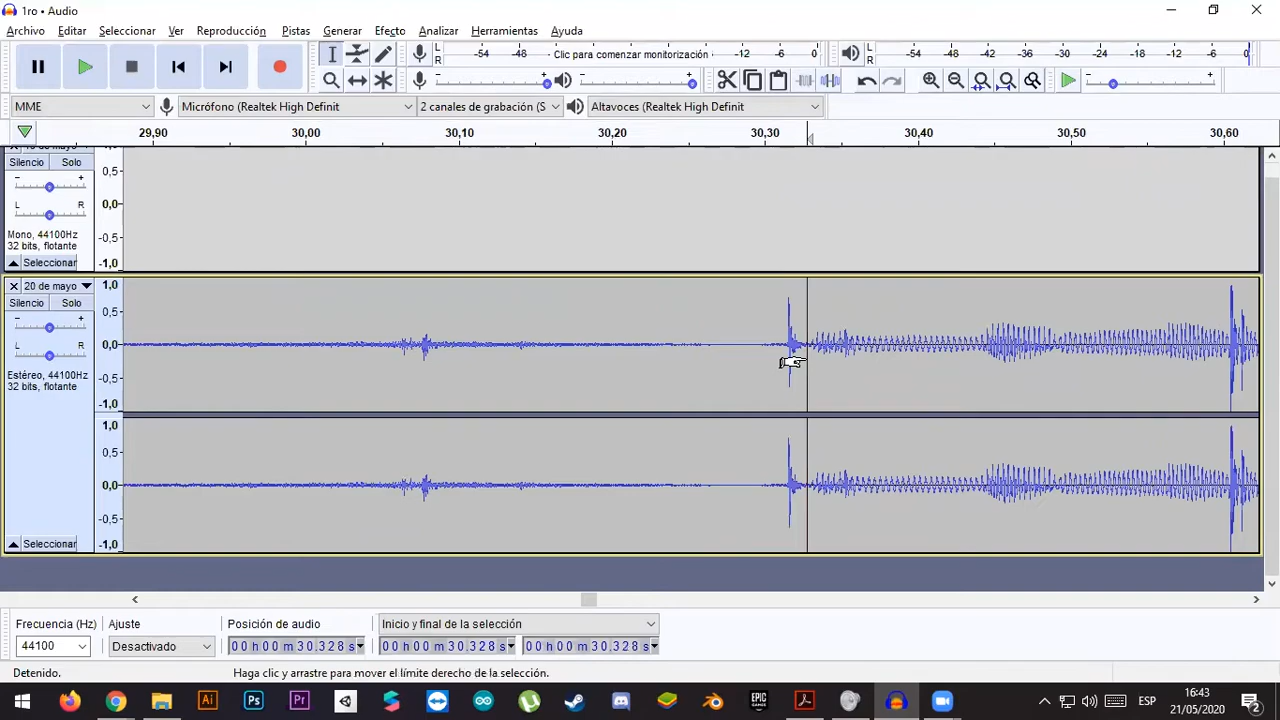 1ro • Audio
Archivo Editar Seleccionar Ver Reproducción Pistas Generar Efecto Analizar Herramientas Ayuda
L R -54 -48 Clic para comenzar monitorización -12 -6 0 L R -54 -48 -42 -36 -30 -24 -18 -12 -6 0
- + - + - +
MME Micrófono (Realtek High Definit 2 canales de grabación (S Altavoces (Realtek High Definit
29,90 30,00 30,10 30,20 30,30 30,40 30,50 30,60
Silencio Solo
- +
L R
Mono, 44100Hz
32 bits, flotante
Seleccionar
0,5
0,0
-0,5
-1,0
20 de mayo
Silencio Solo
- +
L R
Estéreo, 44100Hz
32 bits, flotante
Seleccionar
1,0
0,5
0,0
-0,5
-1,0
1,0
0,5
0,0
-0,5
-1,0
Frecuencia (Hz) Ajuste Posición de audio Inicio y final de la selección
44100 Desactivado 00 h 00 m 30,328 s 00 h 00 m 30,328 s 00 h 00 m 30,328 s
Detenido. Haga clic y arrastre para mover el límite derecho de la selección.
Ai Ps Pr EPIC GAMES ESP 16:43
21/05/2020 2